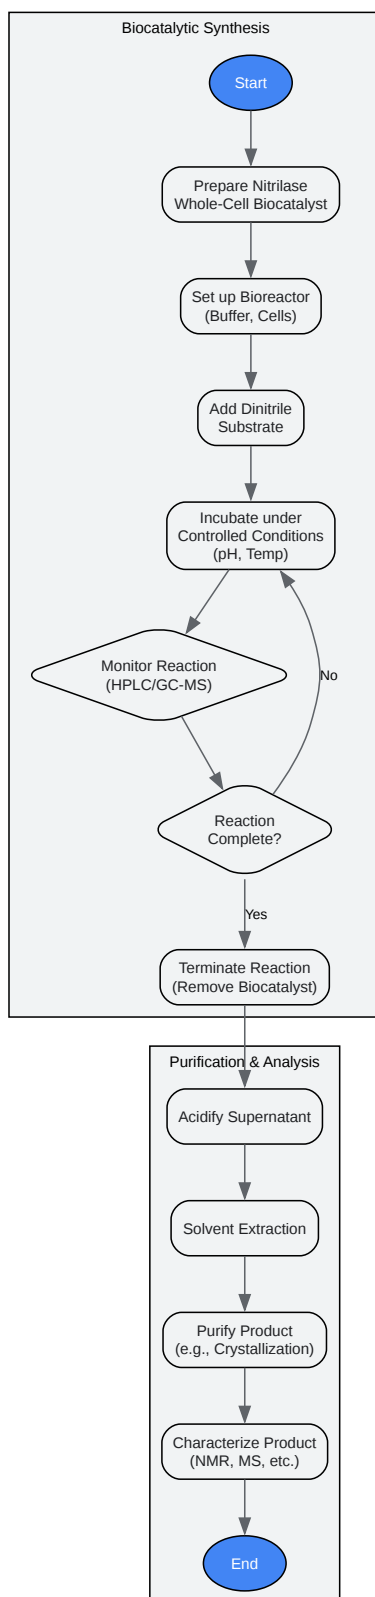 Biocatalytic Synthesis
Start
Prepare Nitrilase
Whole-Cell Biocatalyst
Set up Bioreactor
(Buffer, Cells)
Add Dinitrile
Substrate
Incubate under
Controlled Conditions
(pH, Temp)
Monitor Reaction
(HPLC/GC-MS)
No
Reaction
Complete?
Yes
Terminate Reaction
(Remove Biocatalyst)
Purification & Analysis
Acidify Supernatant
Solvent Extraction
Purify Product
(e.g., Crystallization)
Characterize Product
(NMR, MS, etc.)
End